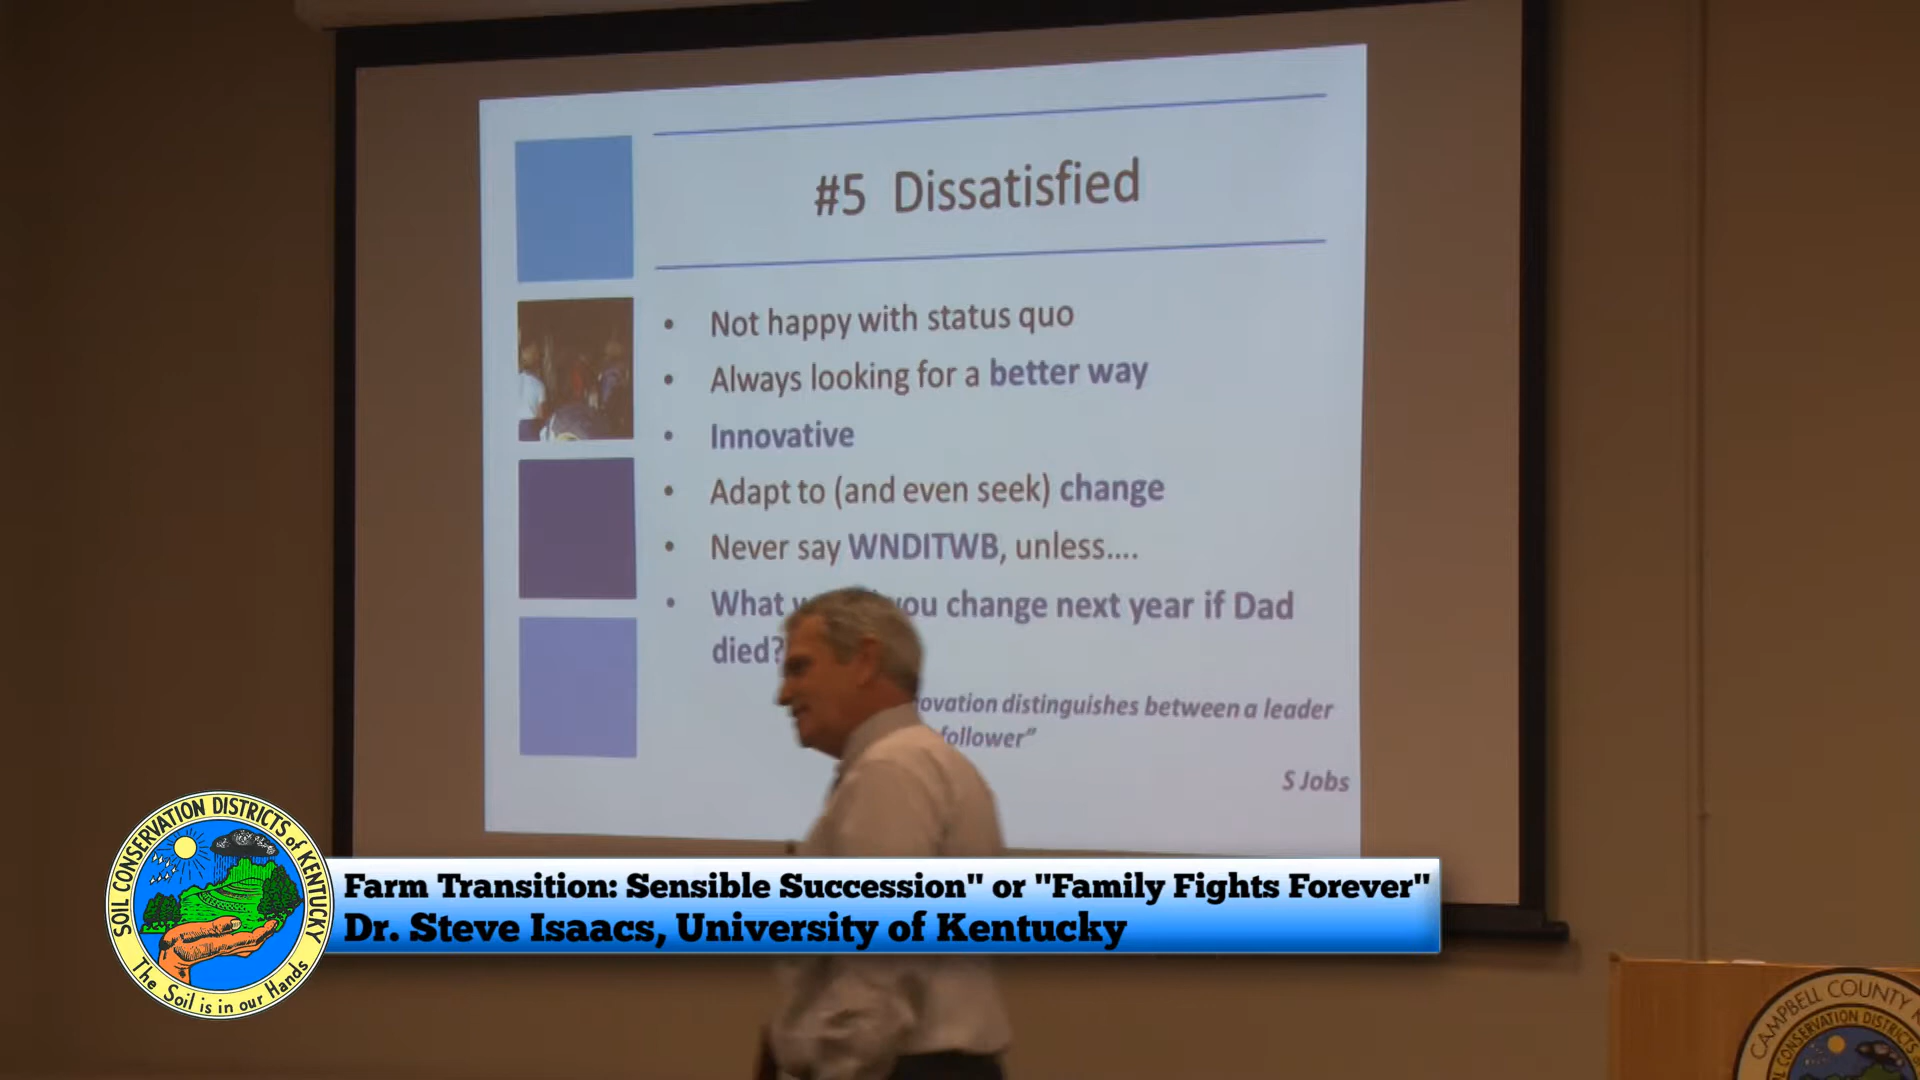 #5 Dissatisfied
• Not happy with status quo
• Always looking for a better way
• Innovative
• Adapt to (and even seek) change
• Never say WNDITWB, unless....
• What you change next year if Dad
died?
distinguishes between a leader
follower"
S Jobs
SOIL CONSERVATION DISTRICTS of KENTUCKY
The Soil is in our Hands
Farm Transition: Sensible Succession" or "Family Fights Forever"
Dr. Steve Isaacs, University of Kentucky
CAMPBELL COUNTY
CONSERVATION DISTRICTS